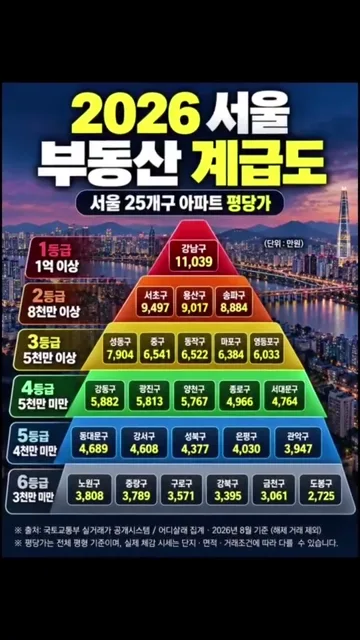 2026 서울
부동산 계급도
서울 25개구 아파트 평당가
(단위 : 만원)
1등급
1억 이상
강남구
11,039
2등급
8천만 이상
서초구 용산구 송파구
9,497 9,017 8,884
3등급
5천만 이상
성동구 중구 동작구 마포구 영등포구
7,904 6,541 6,522 6,384 6,033
4등급
5천만 미만
강동구 광진구 양천구 종로구 서대문구
5,882 5,813 5,767 4,966 4,764
5등급
4천만 미만
동대문구 강서구 성북구 은평구 관악구
4,689 4,608 4,377 4,030 3,947
6등급
3천만 미만
노원구 중랑구 구로구 강북구 금천구 도봉구
3,808 3,789 3,571 3,395 3,061 2,725
※ 출처: 국토교통부 실거래가 공개시스템 / 어디살래 집계 · 2026년 8월 기준 (해제 거래 제외)
※ 평당가는 전체 평형 기준이며, 실제 체감 시세는 단지 · 면적 · 거래조건에 따라 다를 수 있습니다.